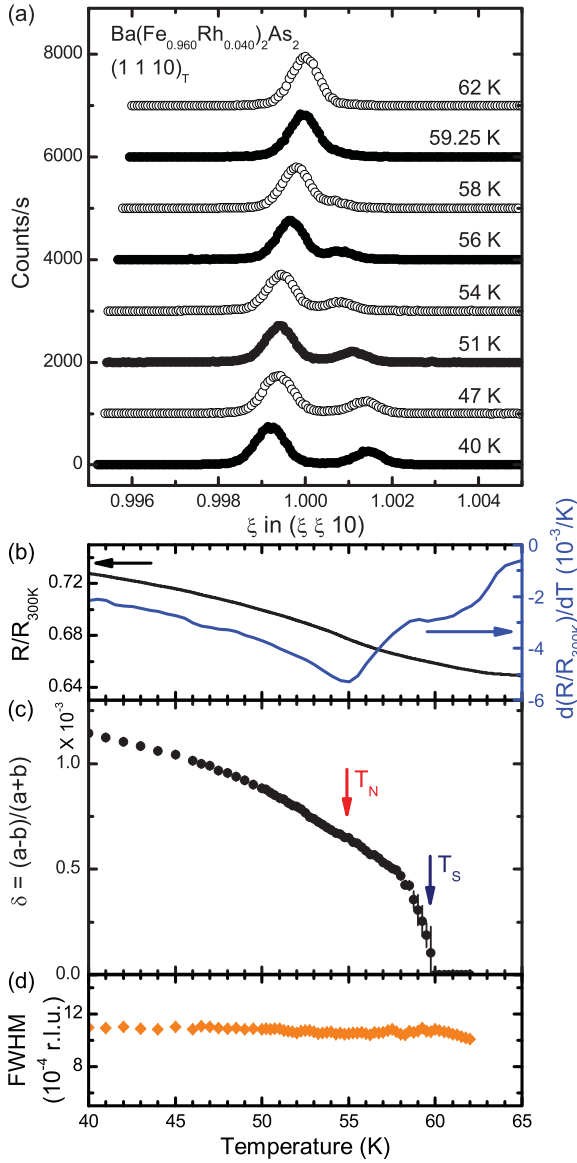 (a)
Ba(Fe0.960Rh0.040)2As2
(1 1 10)T
8000
6000
4000
2000
0
Counts/s
62 K
59.25 K
58 K
56 K
54 K
51 K
47 K
40 K
0.996 0.998 1.000 1.002 1.004
ξ in (ξ ξ 10)
(b)
0.72
0.68
0.64
R/R300K
0
-2
-4
-6
d(R/R300K)/dT (10-3/K)
(c)
X 10-3
1.0
0.5
0.0
δ = (a-b)/(a+b)
TN
TS
(d)
12
8
FWHM
(10-4 r.l.u.)
40 45 50 55 60 65
Temperature (K)